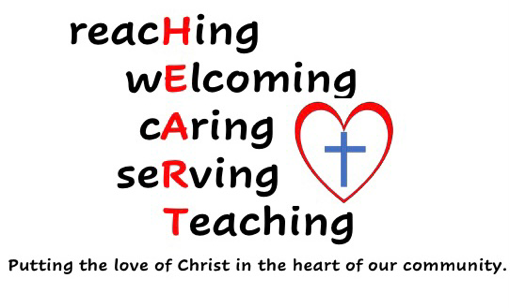 reacHing
wElcoming
cAring
seRving
Teaching
Putting the love of Christ in the heart of our community.